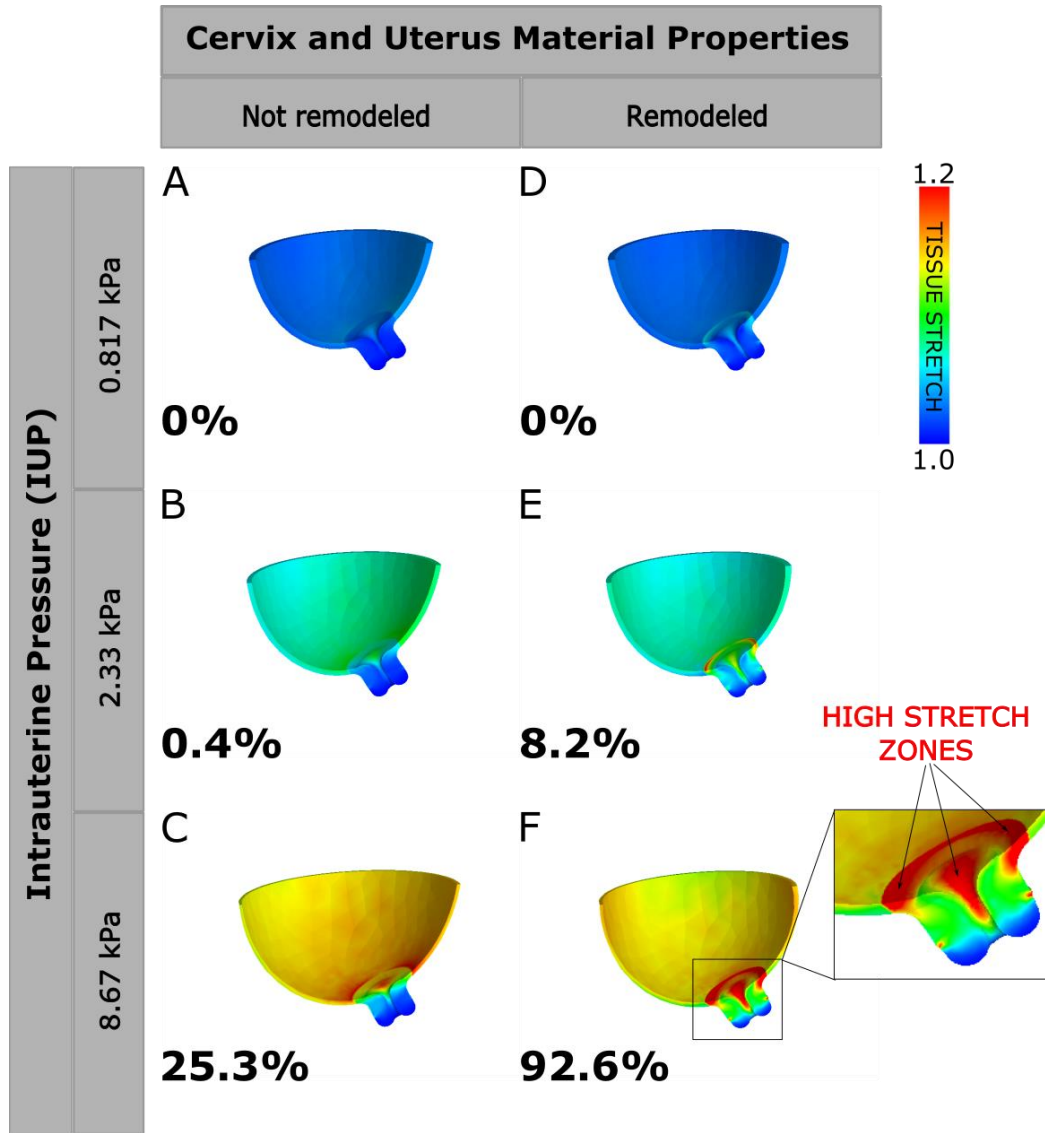 Cervix and Uterus Material Properties
Not remodeled
Remodeled
Intrauterine Pressure (IUP)
0.817 kPa
2.33 kPa
8.67 kPa
A
0%
D
0%
1.2
TISSUE STRETCH
1.0
B
0.4%
E
8.2%
C
25.3%
F
92.6%
HIGH STRETCH
ZONES